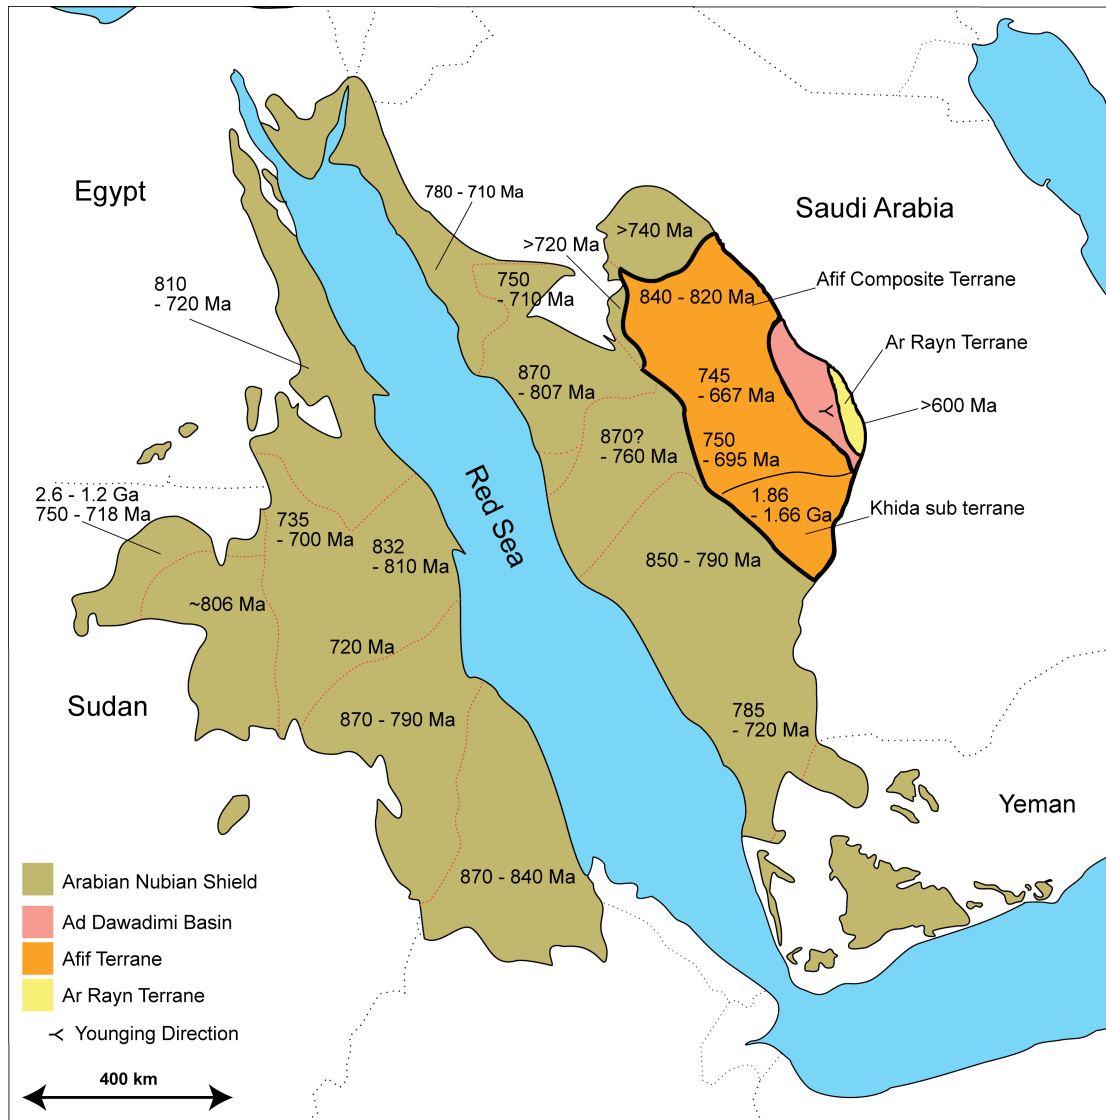 Egypt
780 - 710 Ma
Saudi Arabia
>740 Ma
>720 Ma
810
- 720 Ma
750
- 710 Ma
840 - 820 Ma
Afif Composite Terrane
Ar Rayn Terrane
870
- 807 Ma
745
- 667 Ma
>600 Ma
870?
- 760 Ma
750
- 695 Ma
Red Sea
2.6 - 1.2 Ga
750 - 718 Ma
735
- 700 Ma
832
- 810 Ma
1.86
- 1.66 Ga
Khida sub terrane
850 - 790 Ma
~806 Ma
720 Ma
Sudan
870 - 790 Ma
785
- 720 Ma
Yeman
870 - 840 Ma
Arabian Nubian Shield
Ad Dawadimi Basin
Afif Terrane
Ar Rayn Terrane
Younging Direction
400 km